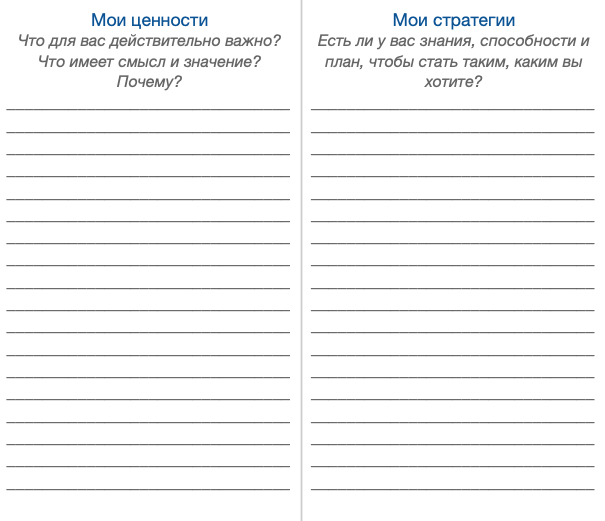 Мои ценности
Что для вас действительно важно?
Что имеет смысл и значение?
Почему?
Мои стратегии
Есть ли у вас знания, способности и
план, чтобы стать таким, каким вы
хотите?